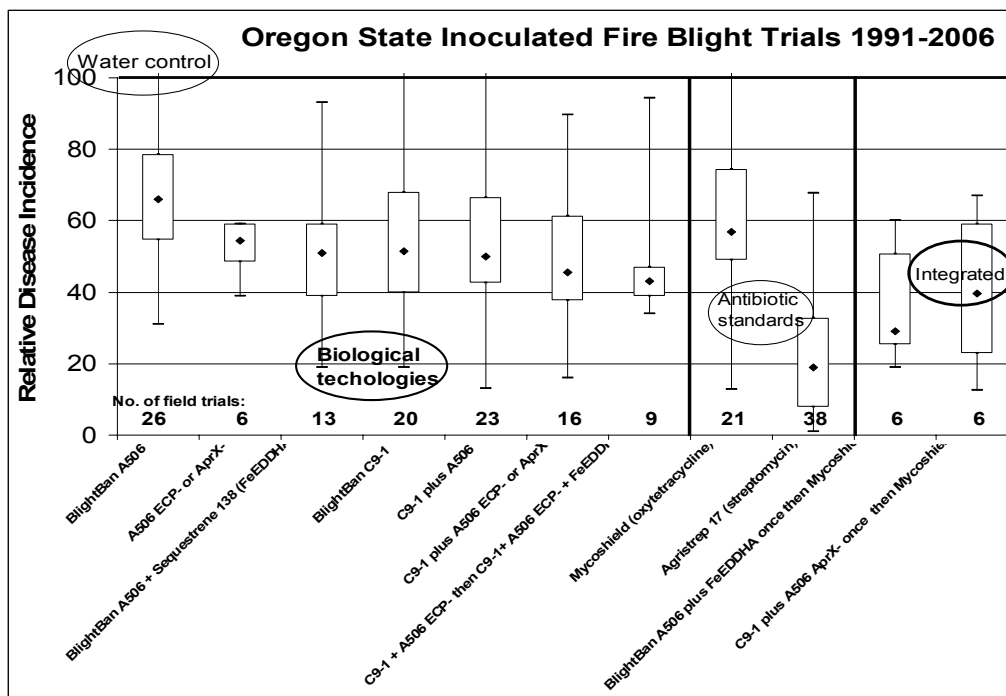 Oregon State Inoculated Fire Blight Trials 1991-2006
Water control
Relative Disease Incidence
100
80
60
40
20
0
Biological
techologies
Antibiotic
standards
Integrated
No. of field trials:
26 6 13 20 23 16 9 21 38 6 6
BlightBan A506
A506 ECP- or AprX-
BlightBan A506 + Sequestrene 138 (FeEDDHA
BlightBan C9-1
C9-1 plus A506
C9-1 plus A506 ECP- or AprX
C9-1 + A506 ECP- then C9-1+ A506 ECP- + FeEDDH
Mycoshield (oxytetracycline)
Agristrep 17 (streptomycin)
BlightBan A506 plus FeEDDHA once then Mycoshie
C9-1 plus A506 AprX- once then Mycoshie